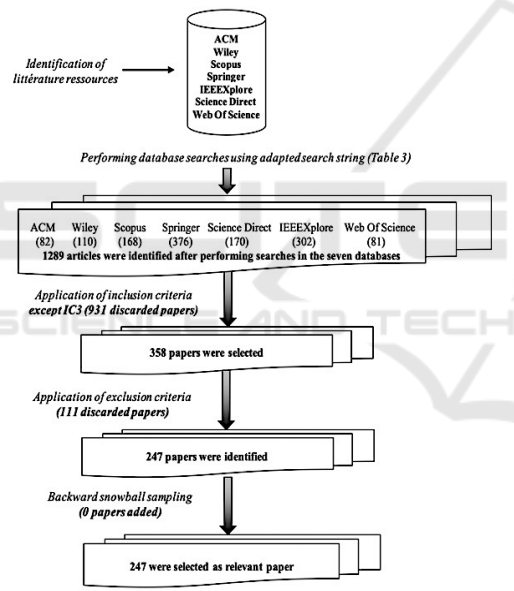 ACM
Wiley
Scopus
Springer
IEEEXplore
Science Direct
Web Of Science
Identification of
littérature ressources
Performing database searches using adapted search string (Table 3)
ACM Wiley Scopus Springer Science Direct IEEEXplore Web Of Science
(82) (110) (168) (376) (170) (302) (81)
1289 articles were identified after performing searches in the seven databases
Application of inclusion criteria
except IC3 (931 discarded papers)
SCIENCE AND TECH
358 papers were selected
Application of exclusion criteria
(111 discarded papers)
247 papers were identified
Backward snowball sampling
(0 papers added)
247 were selected as relevant paper